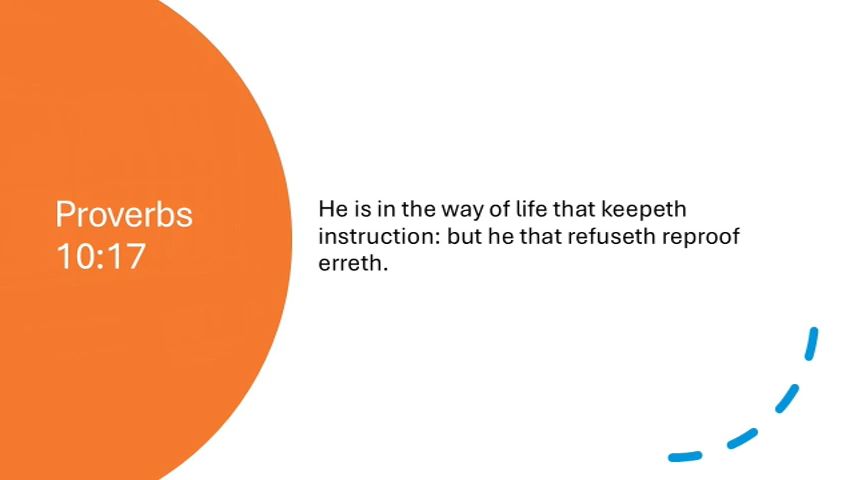 Proverbs
10:17
He is in the way of life that keepeth
instruction: but he that refuseth reproof
erreth.